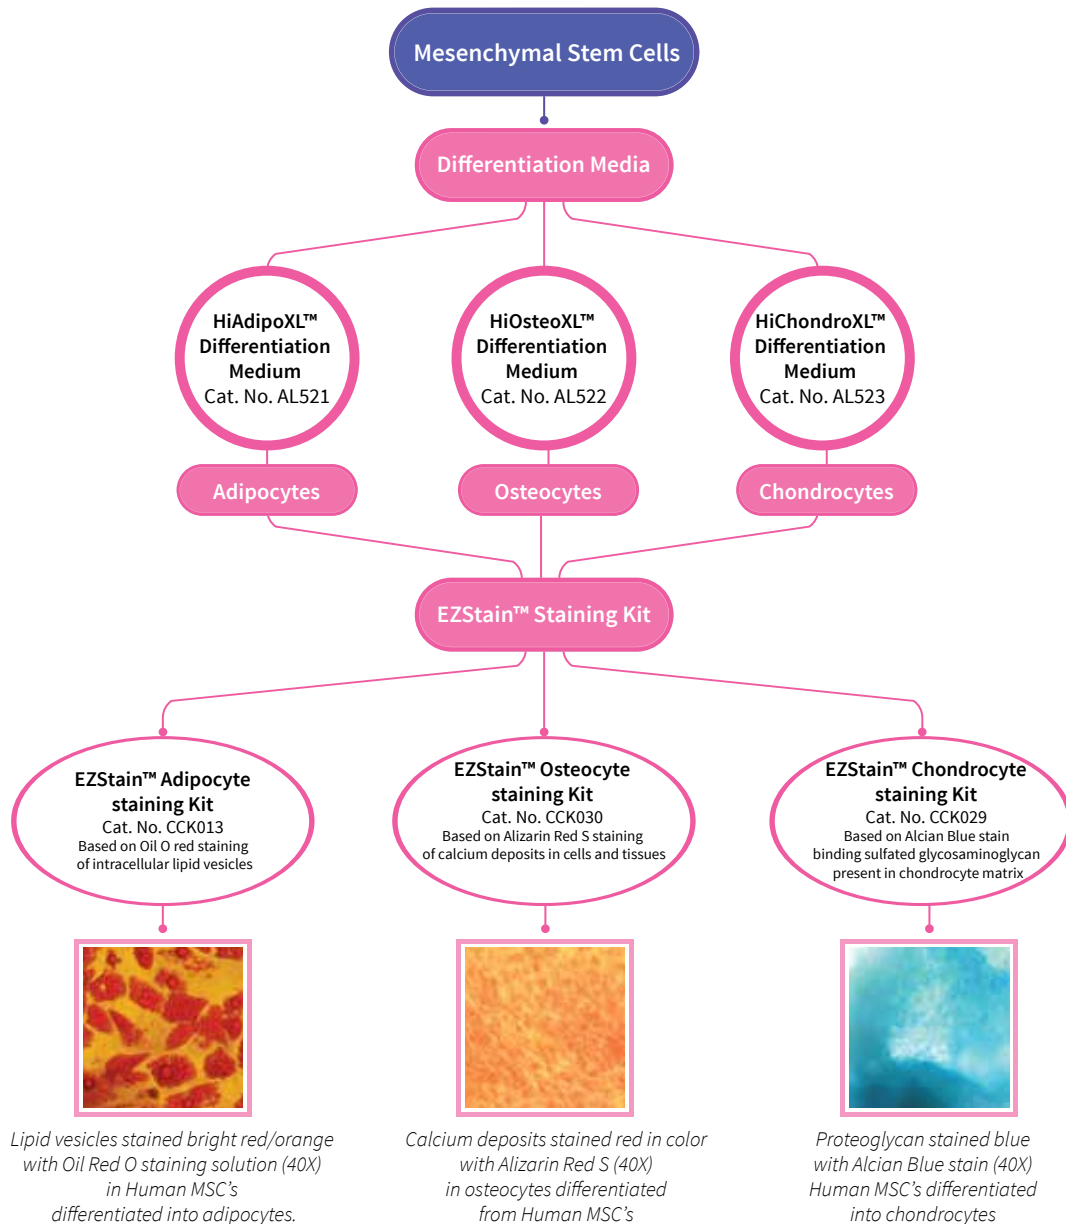 Mesenchymal Stem Cells
Differentiation Media
HiAdipoXL™
Differentiation
Medium
Cat. No. AL521
HiOsteoXL™
Differentiation
Medium
Cat. No. AL522
HiChondroXL™
Differentiation
Medium
Cat. No. AL523
Adipocytes
Osteocytes
Chondrocytes
EZStain™ Staining Kit
EZStain™ Adipocyte
staining Kit
Cat. No. CCK013
Based on Oil O red staining
of intracellular lipid vesicles
EZStain™ Osteocyte
staining Kit
Cat. No. CCK030
Based on Alizarin Red S staining
of calcium deposits in cells and tissues
EZStain™ Chondrocyte
staining Kit
Cat. No. CCK029
Based on Alcian Blue stain
binding sulfated glycosaminoglycan
present in chondrocyte matrix
Lipid vesicles stained bright red/orange
with Oil Red O staining solution (40X)
in Human MSC's
differentiated into adipocytes.
Calcium deposits stained red in color
with Alizarin Red S (40X)
in osteocytes differentiated
from Human MSC's
Proteoglycan stained blue
with Alcian Blue stain (40X)
Human MSC's differentiated
into chondrocytes